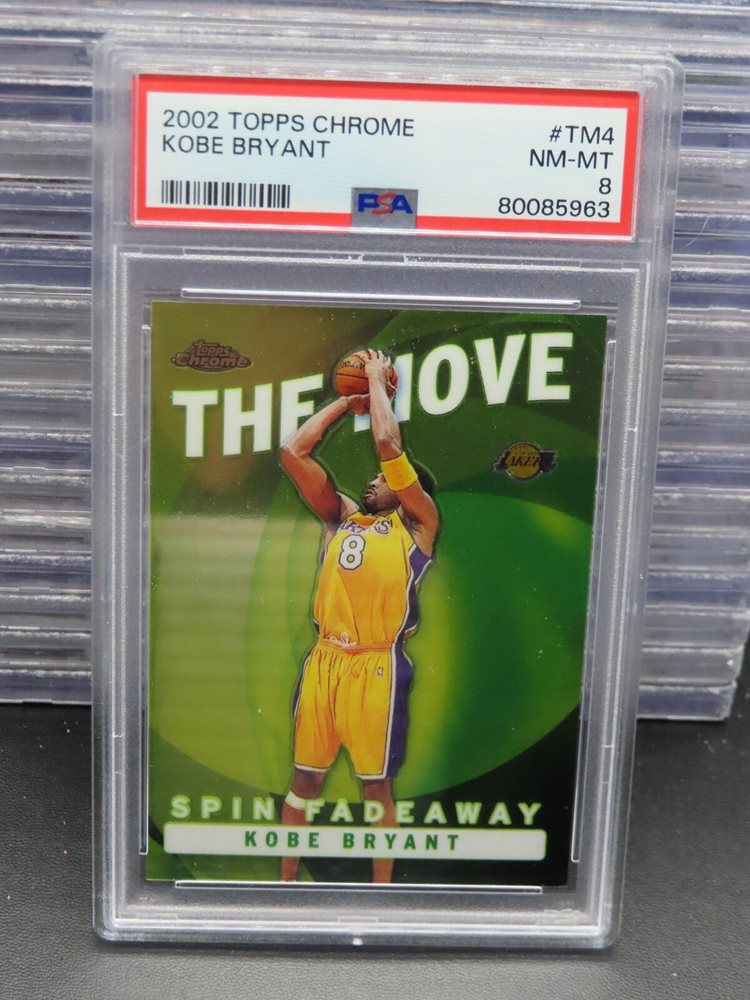 2002 TOPPS CHROME #TM4
KOBE BRYANT NM-MT
8
PSA 80085963
Topps
Chrome
THE MOVE
LAKERS
8
SPIN FADEAWAY
KOBE BRYANT